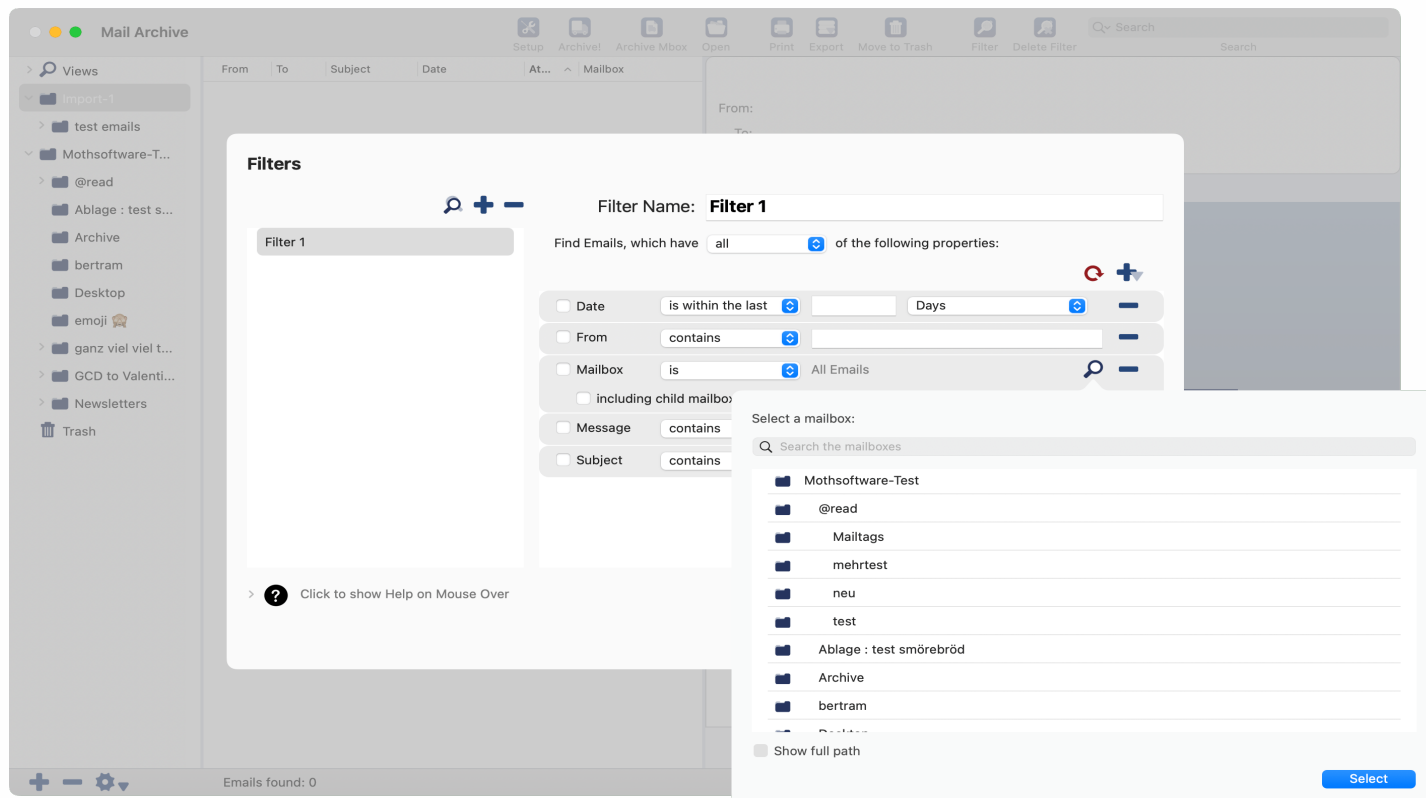 Mail Archive
Setup Archive! Archive Mbox Open Print Export Move to Trash Filter Delete Filter Search
Search
Views
Import-1
test emails
Mothsoftware-T...
@read
Ablage : test s...
Archive
bertram
Desktop
emoji 🙈
ganz viel viel t...
GCD to Valenti...
Newsletters
Trash
From To Subject Date At... Mailbox
From:
To:
Filters
Filter 1
Filter Name: Filter 1
Find Emails, which have all of the following properties:
Date is within the last Days
From contains
Mailbox is All Emails
including child mailbox
Message contains
Subject contains
? Click to show Help on Mouse Over
Select a mailbox:
Search the mailboxes
Mothsoftware-Test
@read
Mailtags
mehrtest
neu
test
Ablage : test smörebröd
Archive
bertram
Desktop
Show full path
Select
Emails found: 0